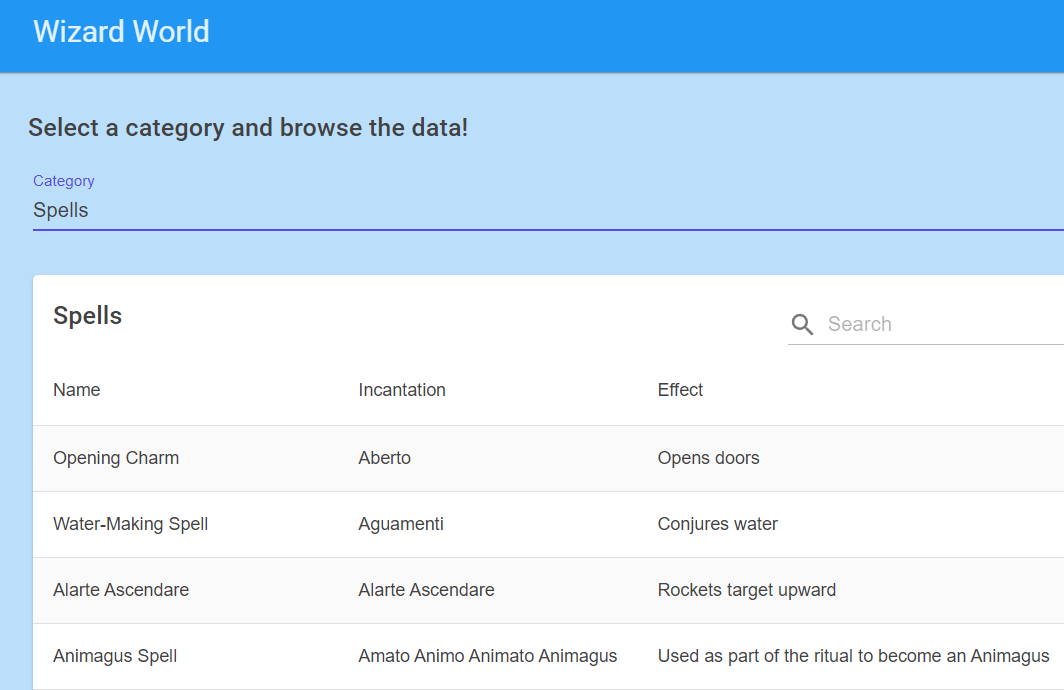 Wizard World
Select a category and browse the data!
Category
Spells
Spells
Search
Name Incantation Effect
Opening Charm Aberto Opens doors
Water-Making Spell Aguamenti Conjures water
Alarte Ascendare Alarte Ascendare Rockets target upward
Animagus Spell Amato Animo Animato Animagus Used as part of the ritual to become an Animagus